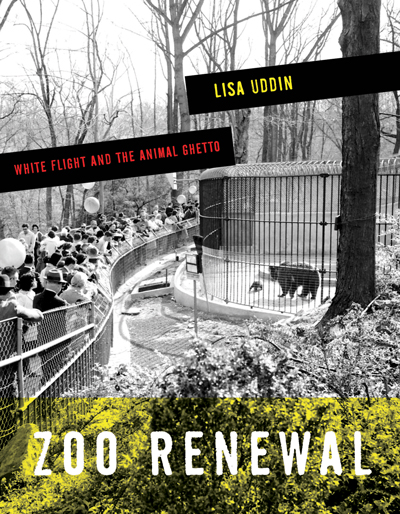 LISA UDDIN
WHITE FLIGHT AND THE ANIMAL GHETTO
ZOO RENEWAL